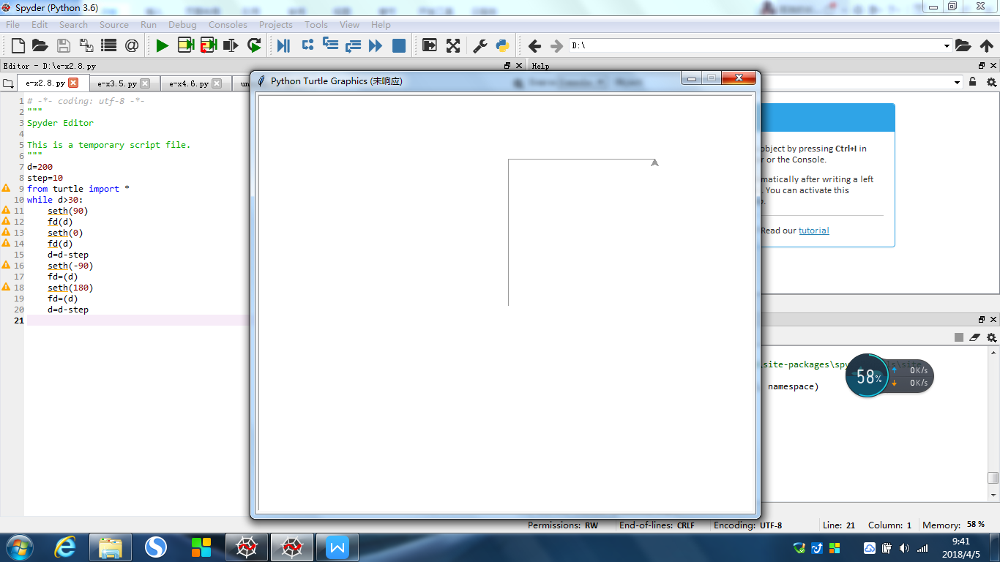 Spyder (Python 3.6)
File Edit Search Source Run Debug Consoles Projects Tools View Help
D:\
Editor - D:\e-x2.8.py
Help
e-x2.8.py e-x3.5.py e-x4.6.py
Python Turtle Graphics (未响应)
1 # -*- coding: utf-8 -*-
2 """
3 Spyder Editor
4
5 This is a temporary script file.
6 """
7 d=200
8 step=10
9 from turtle import *
10 while d>30:
11 seth(90)
12 fd(d)
13 seth(0)
14 fd(d)
15 d=d-step
16 seth(-90)
17 fd=(d)
18 seth(180)
19 fd=(d)
20 d=d-step
21
object by pressing Ctrl+I in
r or the Console.
matically after writing a left
. You can activate this
Read our tutorial
\site-packages\spy
namespace)
58%
0K/s
0K/s
Permissions: RW End-of-lines: CRLF Encoding: UTF-8 Line: 21 Column: 1 Memory: 58 %
9:41
2018/4/5